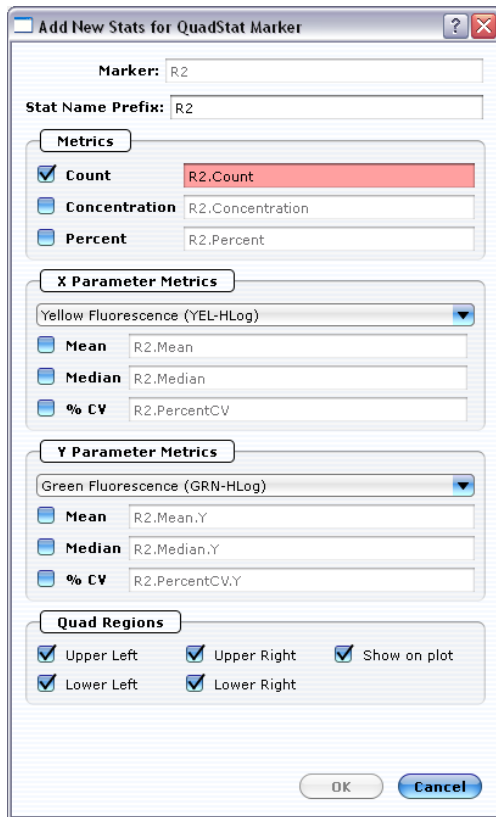 Add New Stats for QuadStat Marker ?
Marker: R2
Stat Name Prefix: R2
Metrics
Count R2.Count
Concentration R2.Concentration
Percent R2.Percent
X Parameter Metrics
Yellow Fluorescence (YEL-HLog)
Mean R2.Mean
Median R2.Median
% CV R2.PercentCV
Y Parameter Metrics
Green Fluorescence (GRN-HLog)
Mean R2.Mean.Y
Median R2.Median.Y
% CV R2.PercentCV.Y
Quad Regions
Upper Left Upper Right Show on plot
Lower Left Lower Right
OK Cancel